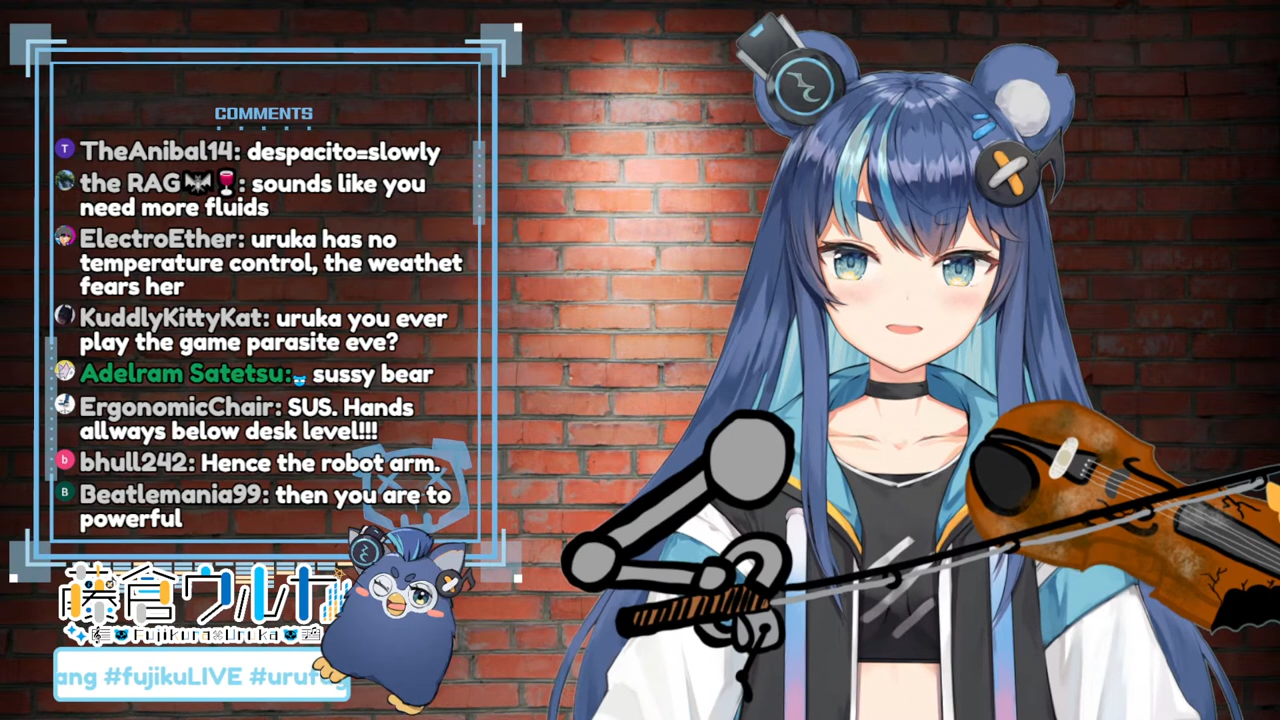 COMMENTS
TheAnibal14: despacito=slowly
the RAG: sounds like you
need more fluids
ElectroEther: uruka has no
temperature control, the weathet
fears her
KuddlyKittyKat: uruka you ever
play the game parasite eve?
Adelram Satetsu: sussy bear
ErgonomicChair: SUS. Hands
allways below desk level!!!
bhull242: Hence the robot arm.
Beatlemania99: then you are to
powerful
藤倉ウルカ
Fujikura Uruka
ang #fujikuLIVE